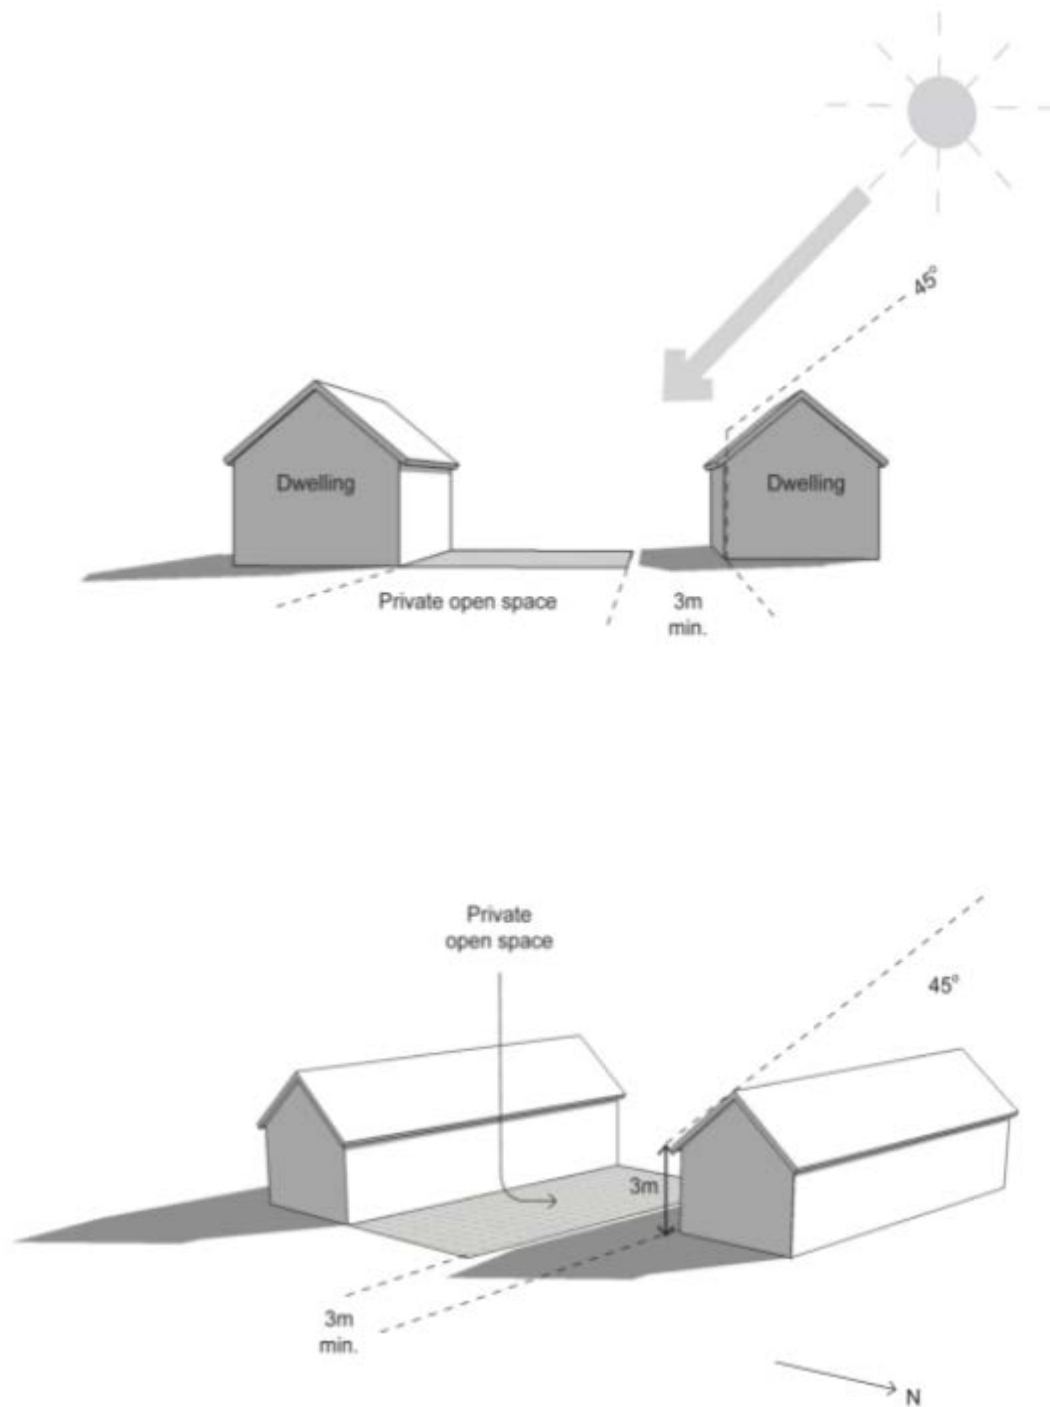 45°
Dwelling
Dwelling
Private open space
3m
min.
Private
open space
45°
3m
3m
min.
N